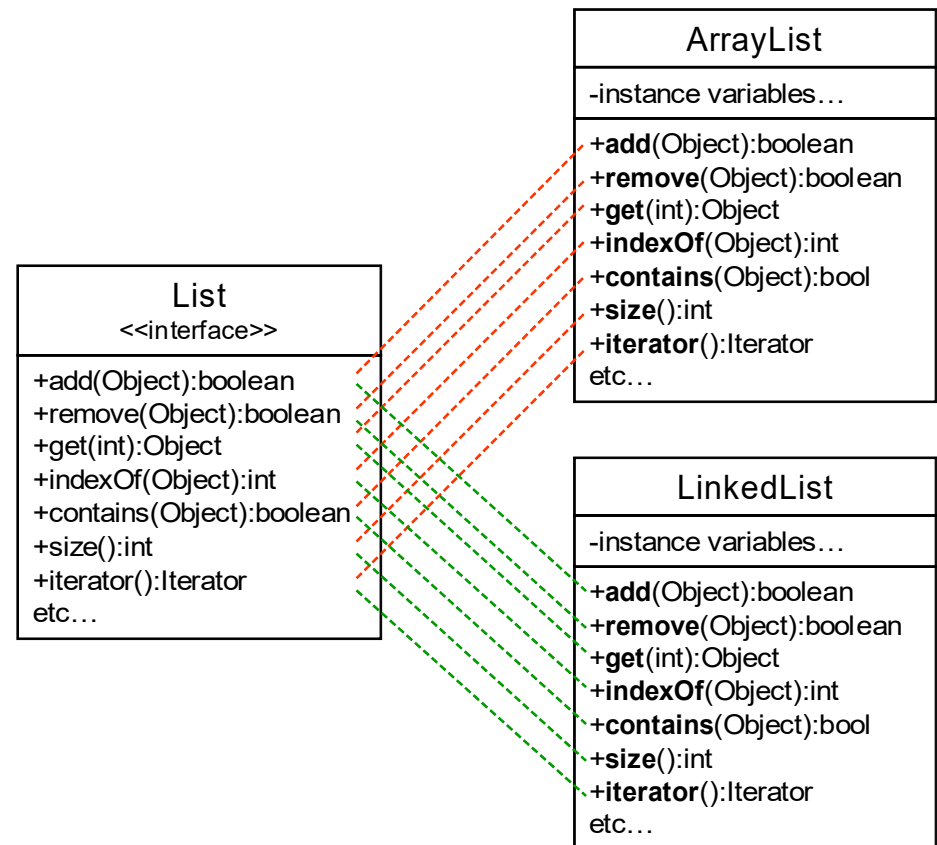 List
<<interface>>
+add(Object):boolean
+remove(Object):boolean
+get(int):Object
+indexOf(Object):int
+contains(Object):boolean
+size():int
+iterator():Iterator
etc…
ArrayList
-instance variables…
+add(Object):boolean
+remove(Object):boolean
+get(int):Object
+indexOf(Object):int
+contains(Object):bool
+size():int
+iterator():Iterator
etc…
LinkedList
-instance variables…
+add(Object):boolean
+remove(Object):boolean
+get(int):Object
+indexOf(Object):int
+contains(Object):bool
+size():int
+iterator():Iterator
etc…